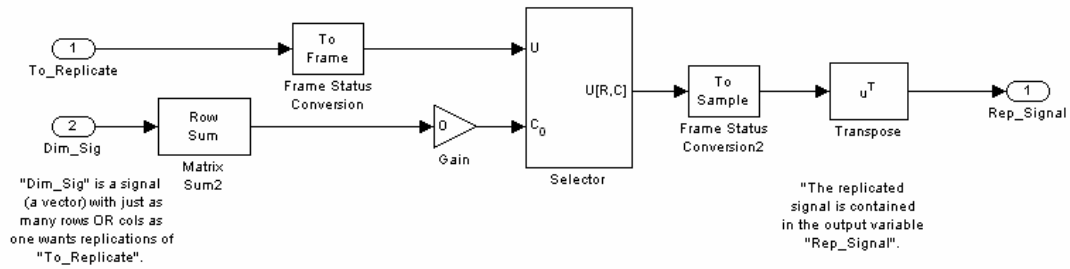 1
To_Replicate
To
Frame
Frame Status
Conversion
2
Dim_Sig
Row
Sum
Matrix
Sum2
0
Gain
U
C0
U[R,C]
Selector
To
Sample
Frame Status
Conversion2
uT
Transpose
1
Rep_Signal
"Dim_Sig" is a signal
(a vector) with just as
many rows OR cols as
one wants replications of
"To_Replicate".
"The replicated
signal is contained
in the output variable
"Rep_Signal".